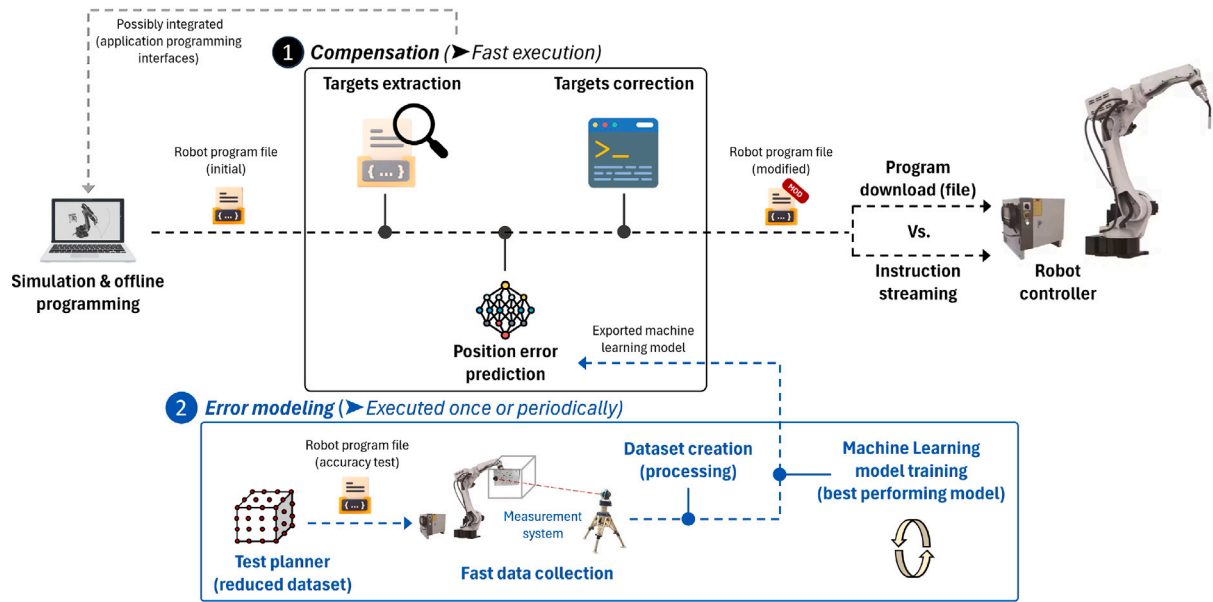 Possibly integrated
(application programming
interfaces)
1 Compensation (➤Fast execution)
Targets extraction
{ ... }
Targets correction
>_
Robot program file
(initial)
{ ... }
Robot program file
(modified)
MOD
{ ... }
Program
download (file)
Vs.
Instruction
streaming
Robot
controller
Simulation & offline
programming
Position error
prediction
Exported machine
learning model
2 Error modeling (➤Executed once or periodically)
Robot program file
(accuracy test)
{ ... }
Test planner
(reduced dataset)
Measurement
system
Fast data collection
Dataset creation
(processing)
Machine Learning
model training
(best performing model)